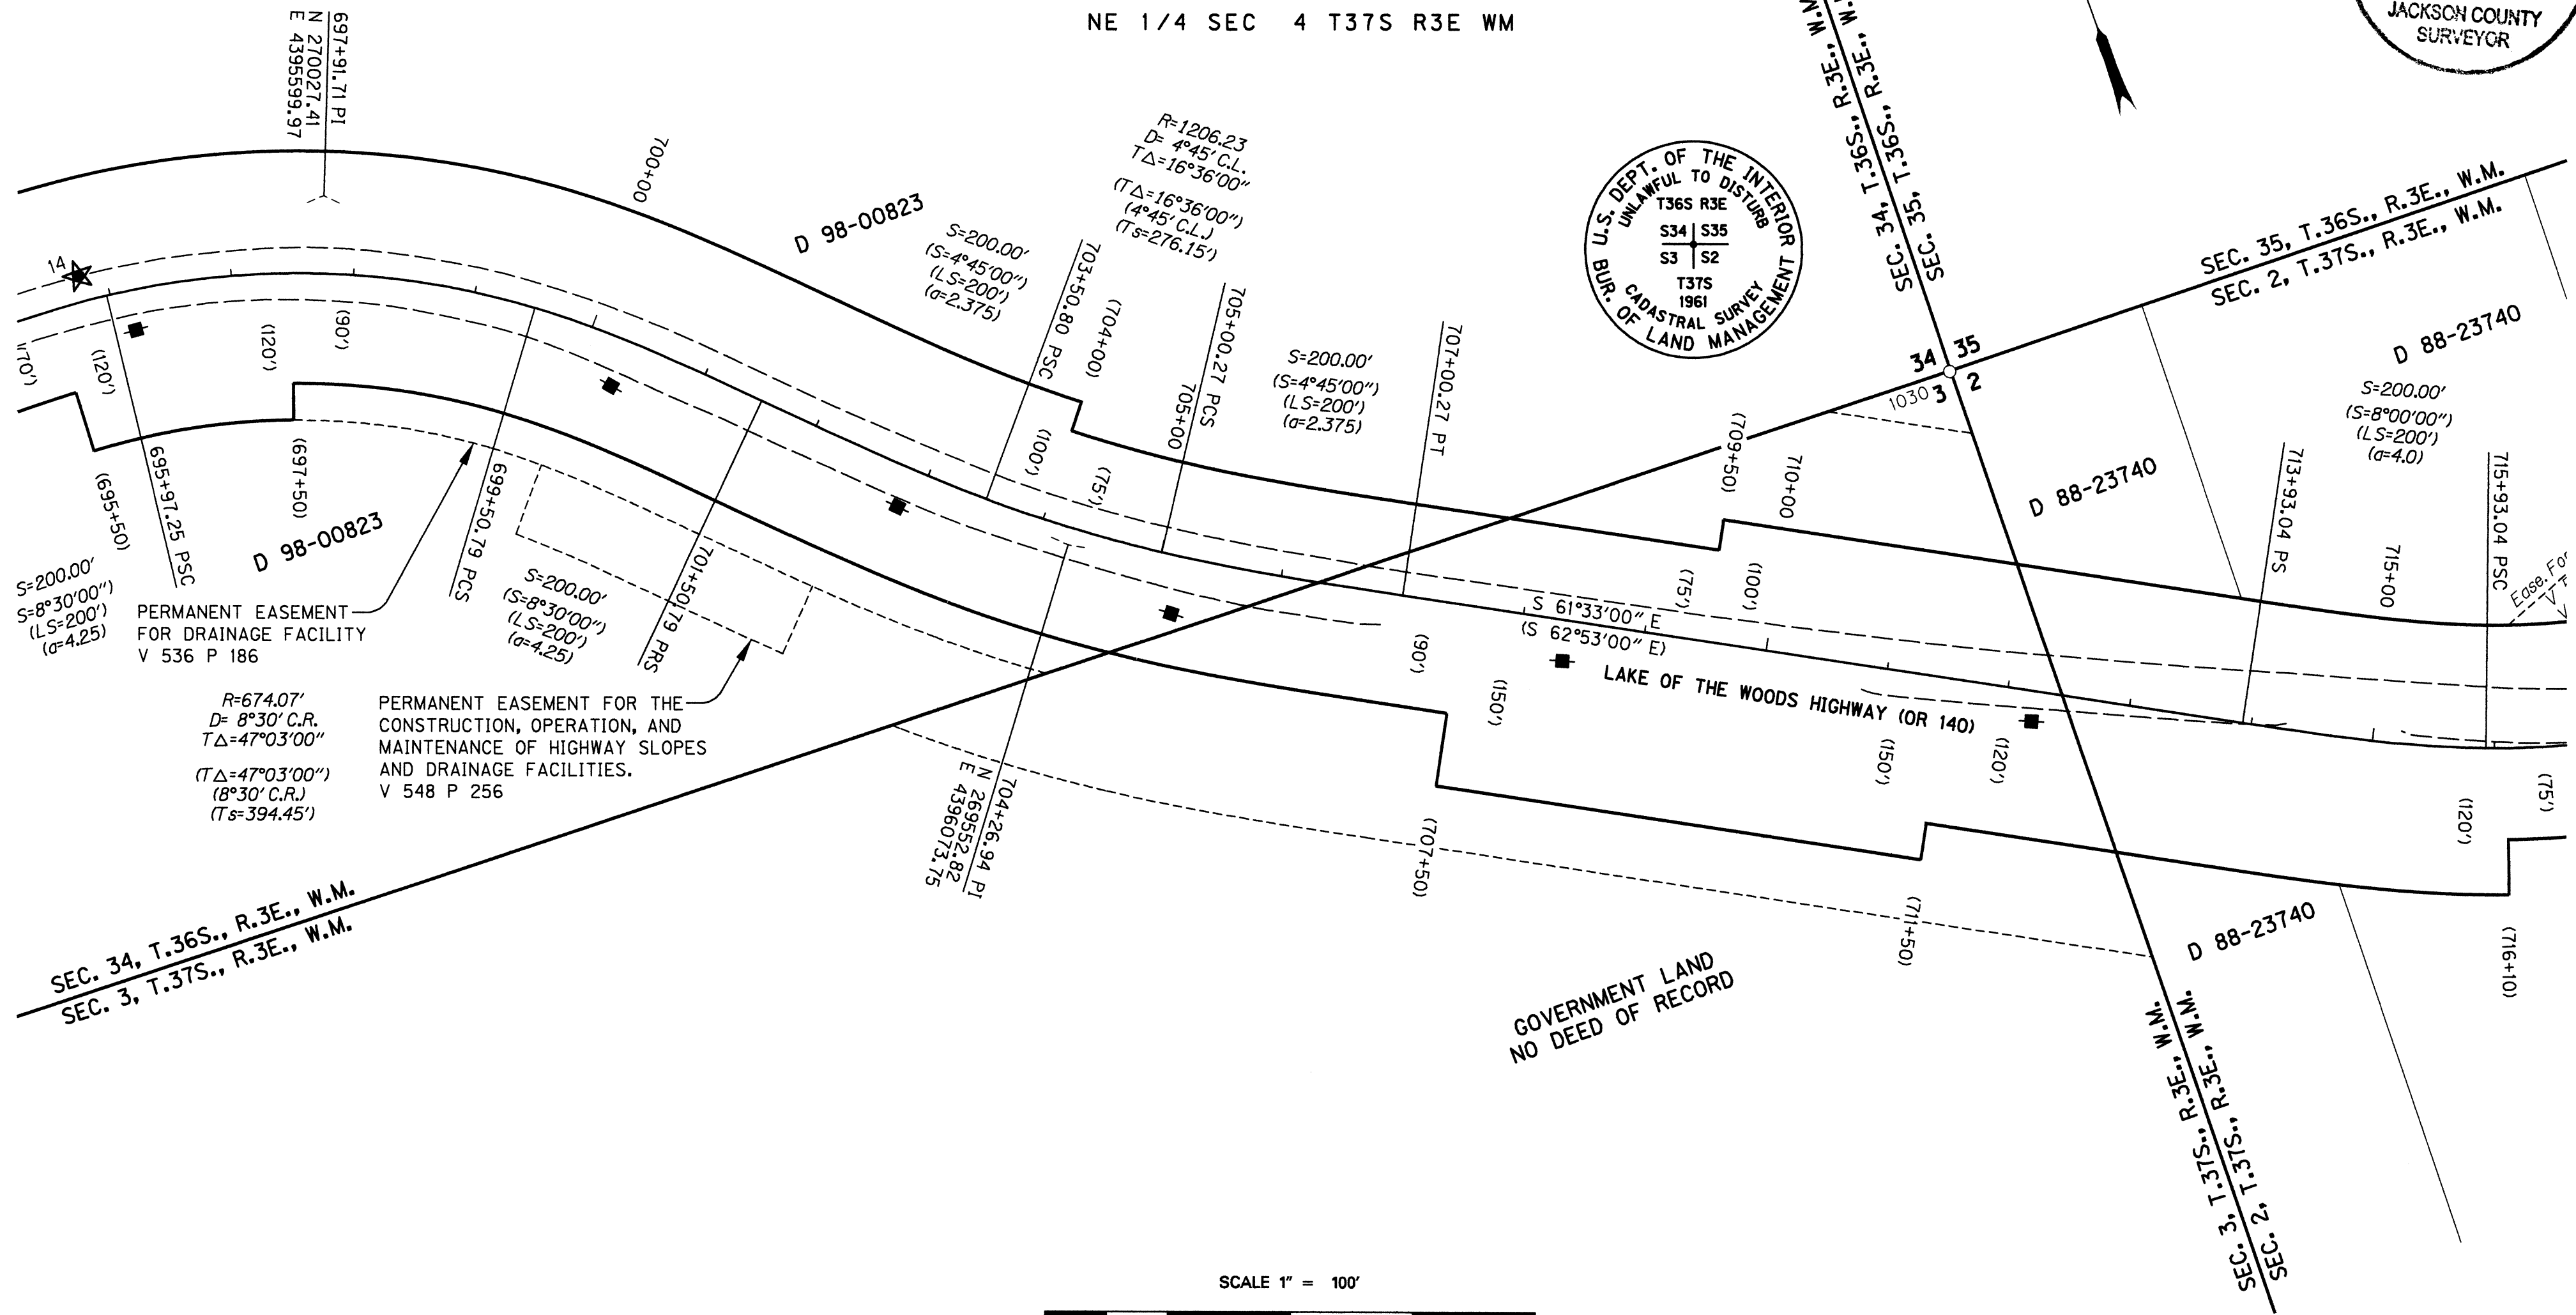 NE 1/4 SEC 4 T37S R3E WM
JACKSON COUNTY
SURVEYOR
697+91.71 PI
N 270027.41
E 4395599.97
700+00
D 98-00823
S=200.00'
(S=4°45'00")
(LS=200')
(a=2.375)
R=1206.23
D= 4°45' C.L.
T△=16°36'00"
(T△=16°36'00")
(4°45' C.L.)
(Ts=276.15')
703+50.80 PSC
(704+00)
705+00.27 PCS
705+00
S=200.00'
(S=4°45'00")
(LS=200')
(a=2.375)
707+00.27 PT
U.S. DEPT. OF THE INTERIOR
UNLAWFUL TO DISTURB
T36S R3E
S34 S35
S3 S2
T37S
1961
CADASTRAL SURVEY
BUR. OF LAND MANAGEMENT
SEC. 34, T.36S., R.3E., W.M.
SEC. 35, T.36S., R.3E., W.
SEC. 35, T.36S., R.3E., W.M.
SEC. 2, T.37S., R.3E., W.M.
34 35
1030 3 2
D 88-23740
S=200.00'
(S=8°00'00")
(LS=200')
(a=4.0)
(709+50)
710+00
D 88-23740
713+93.04 PS
715+00
715+93.04 PSC
Ease. For
14
(120')
(120')
(90')
(100')
(75')
(75')
(100')
(695+50)
695+97.25 PSC
(697+50)
D 98-00823
699+50.79 PCS
701+50.79 PRS
S=200.00'
S=8°30'00")
(LS=200')
(a=4.25)
PERMANENT EASEMENT
FOR DRAINAGE FACILITY
V 536 P 186
S=200.00'
(S=8°30'00")
(LS=200')
(a=4.25)
R=674.07'
D= 8°30' C.R.
T△=47°03'00"
(T△=47°03'00")
(8°30' C.R.)
(Ts=394.45')
PERMANENT EASEMENT FOR THE
CONSTRUCTION, OPERATION, AND
MAINTENANCE OF HIGHWAY SLOPES
AND DRAINAGE FACILITIES.
V 548 P 256
S 61°33'00" E
(S 62°53'00" E)
LAKE OF THE WOODS HIGHWAY (OR 140)
(90')
(150')
(150')
(120')
(120')
(75')
704+26.94 PI
N 269552.82
E 4396073.75
(707+50)
(711+50)
(716+10)
D 88-23740
SEC. 34, T.36S., R.3E., W.M.
SEC. 3, T.37S., R.3E., W.M.
GOVERNMENT LAND
NO DEED OF RECORD
SEC. 3, T.37S., R.3E., W.M.
SEC. 2, T.37S., R.3E., W.M.
SCALE 1" = 100'